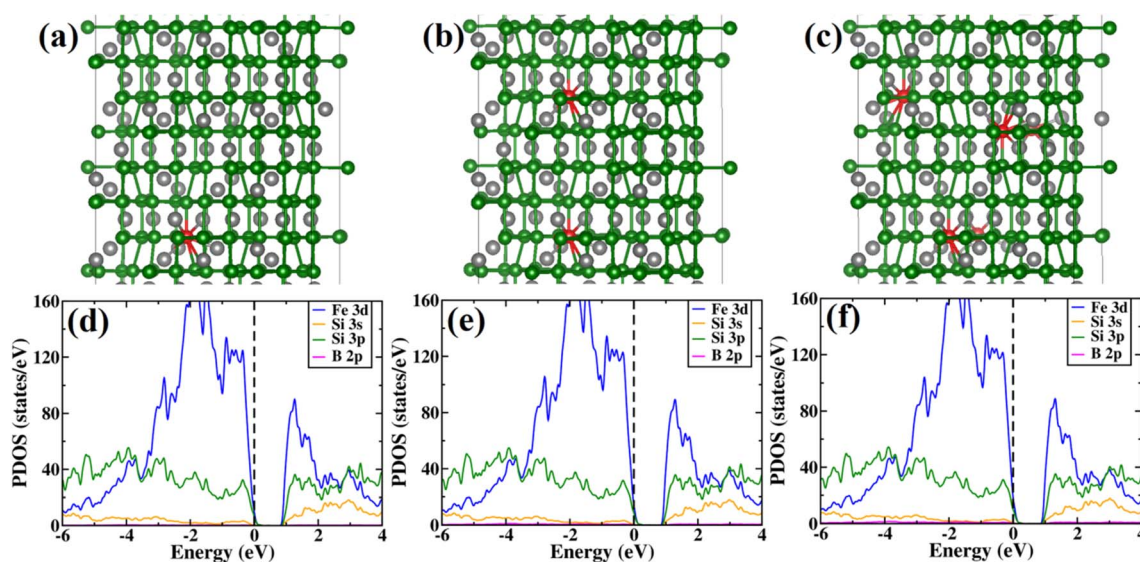 (a)
(b)
(c)
(d)
160
120
80
40
0
PDOS (states/eV)
Fe 3d
Si 3s
Si 3p
B 2p
-6
-4
-2
0
2
4
Energy (eV)
(e)
160
120
80
40
0
PDOS (states/eV)
Fe 3d
Si 3s
Si 3p
B 2p
-6
-4
-2
0
2
4
Energy (eV)
(f)
160
120
80
40
0
PDOS (states/eV)
Fe 3d
Si 3s
Si 3p
B 2p
-6
-4
-2
0
2
4
Energy (eV)